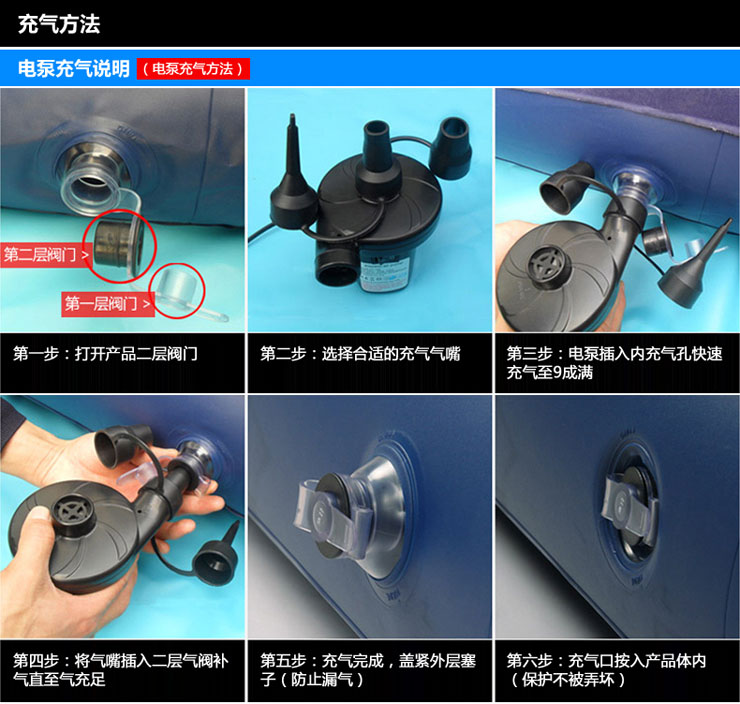 充气方法
电泵充气说明（电泵充气方法）
第二层阀门 >
第一层阀门 >
第一步：打开产品二层阀门
第二步：选择合适的充气气嘴
第三步：电泵插入内充气孔快速
充气至9成满
第四步：将气嘴插入二层气阀补
气直至气充足
第五步：充气完成，盖紧外层塞
子（防止漏气）
第六步：充气口按入产品体内
（保护不被弄坏）